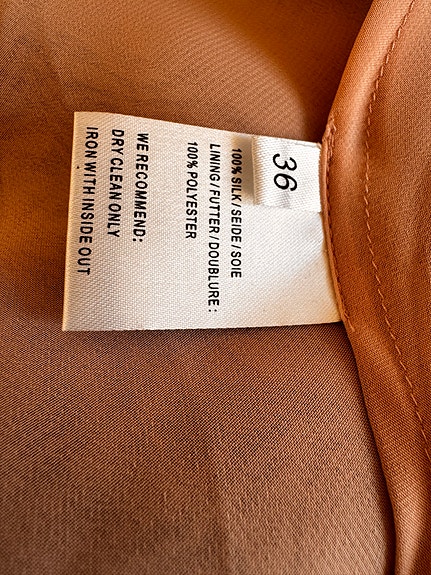 36
100% SILK / SEIDE / SOIE
LINING / FUTTER / DOUBLURE :
100% POLYESTER
WE RECOMMEND:
DRY CLEAN ONLY
IRON WITH INSIDE OUT